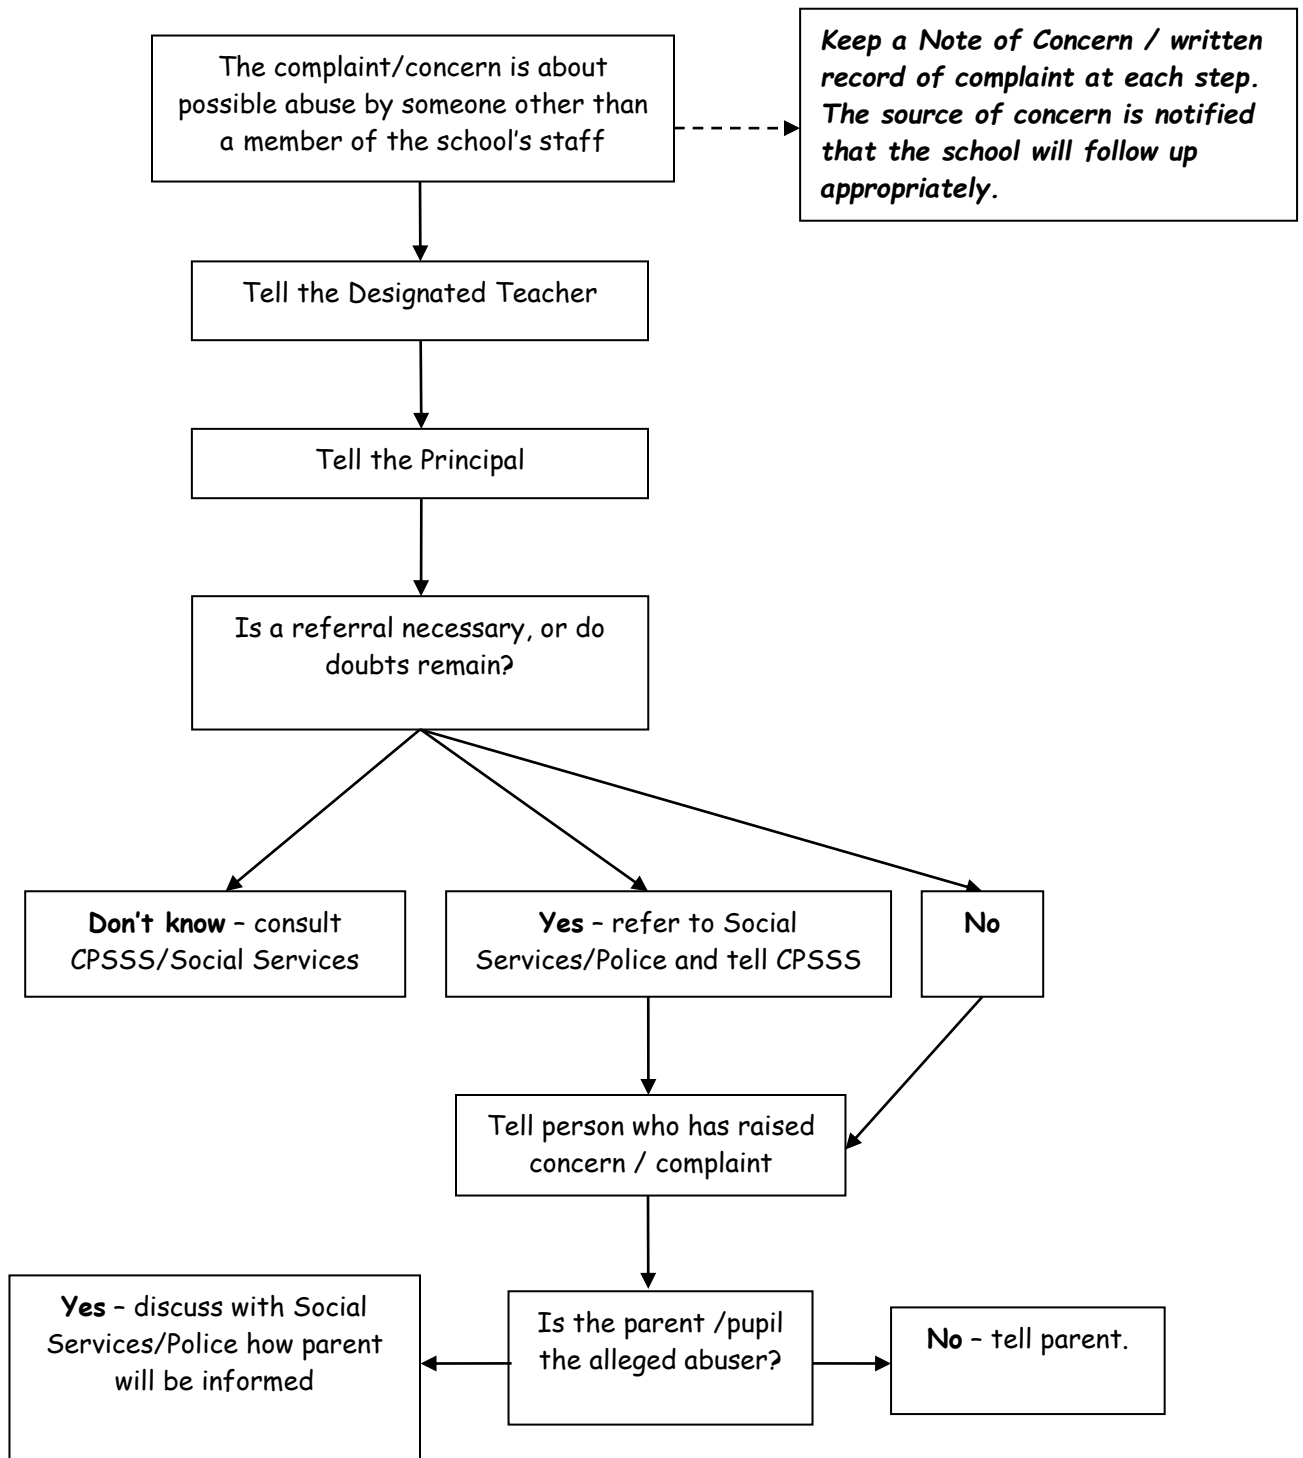 The complaint/concern is about
possible abuse by someone other than
a member of the school's staff
Keep a Note of Concern / written
record of complaint at each step.
The source of concern is notified
that the school will follow up
appropriately.
Tell the Designated Teacher
Tell the Principal
Is a referral necessary, or do
doubts remain?
Don't know – consult
CPSSS/Social Services
Yes – refer to Social
Services/Police and tell CPSSS
No
Tell person who has raised
concern / complaint
Yes – discuss with Social
Services/Police how parent
will be informed
Is the parent /pupil
the alleged abuser?
No – tell parent.